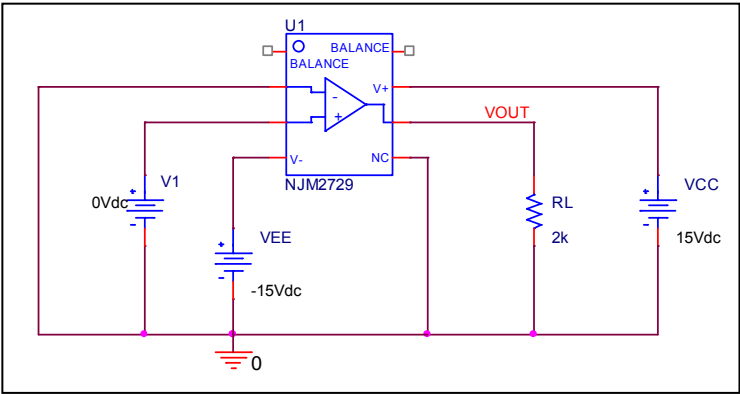 U1
BALANCE
BALANCE
-
V+
+
VOUT
V-
NC
NJM2729
V1
0Vdc
+
-
VEE
+
-
-15Vdc
RL
2k
VCC
+
-
15Vdc
0